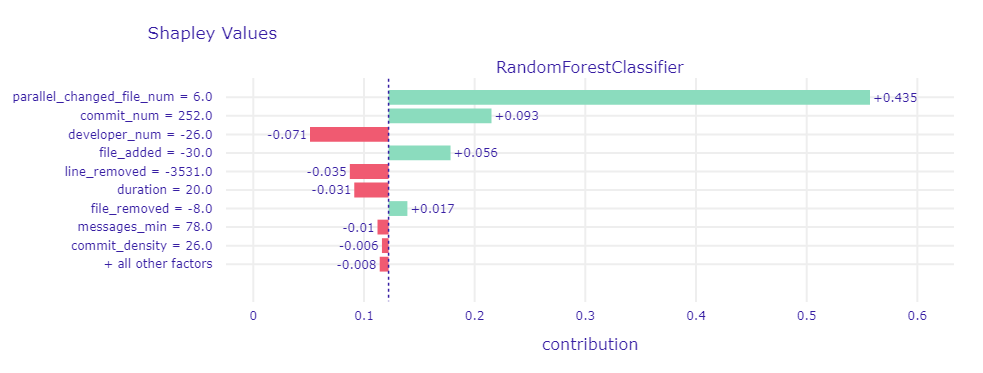 Shapley Values
RandomForestClassifier
parallel_changed_file_num = 6.0 +0.435
commit_num = 252.0 +0.093
developer_num = -26.0 -0.071
file_added = -30.0 +0.056
line_removed = -3531.0 -0.035
duration = 20.0 -0.031
file_removed = -8.0 +0.017
messages_min = 78.0 -0.01
commit_density = 26.0 -0.006
+ all other factors -0.008
0 0.1 0.2 0.3 0.4 0.5 0.6
contribution